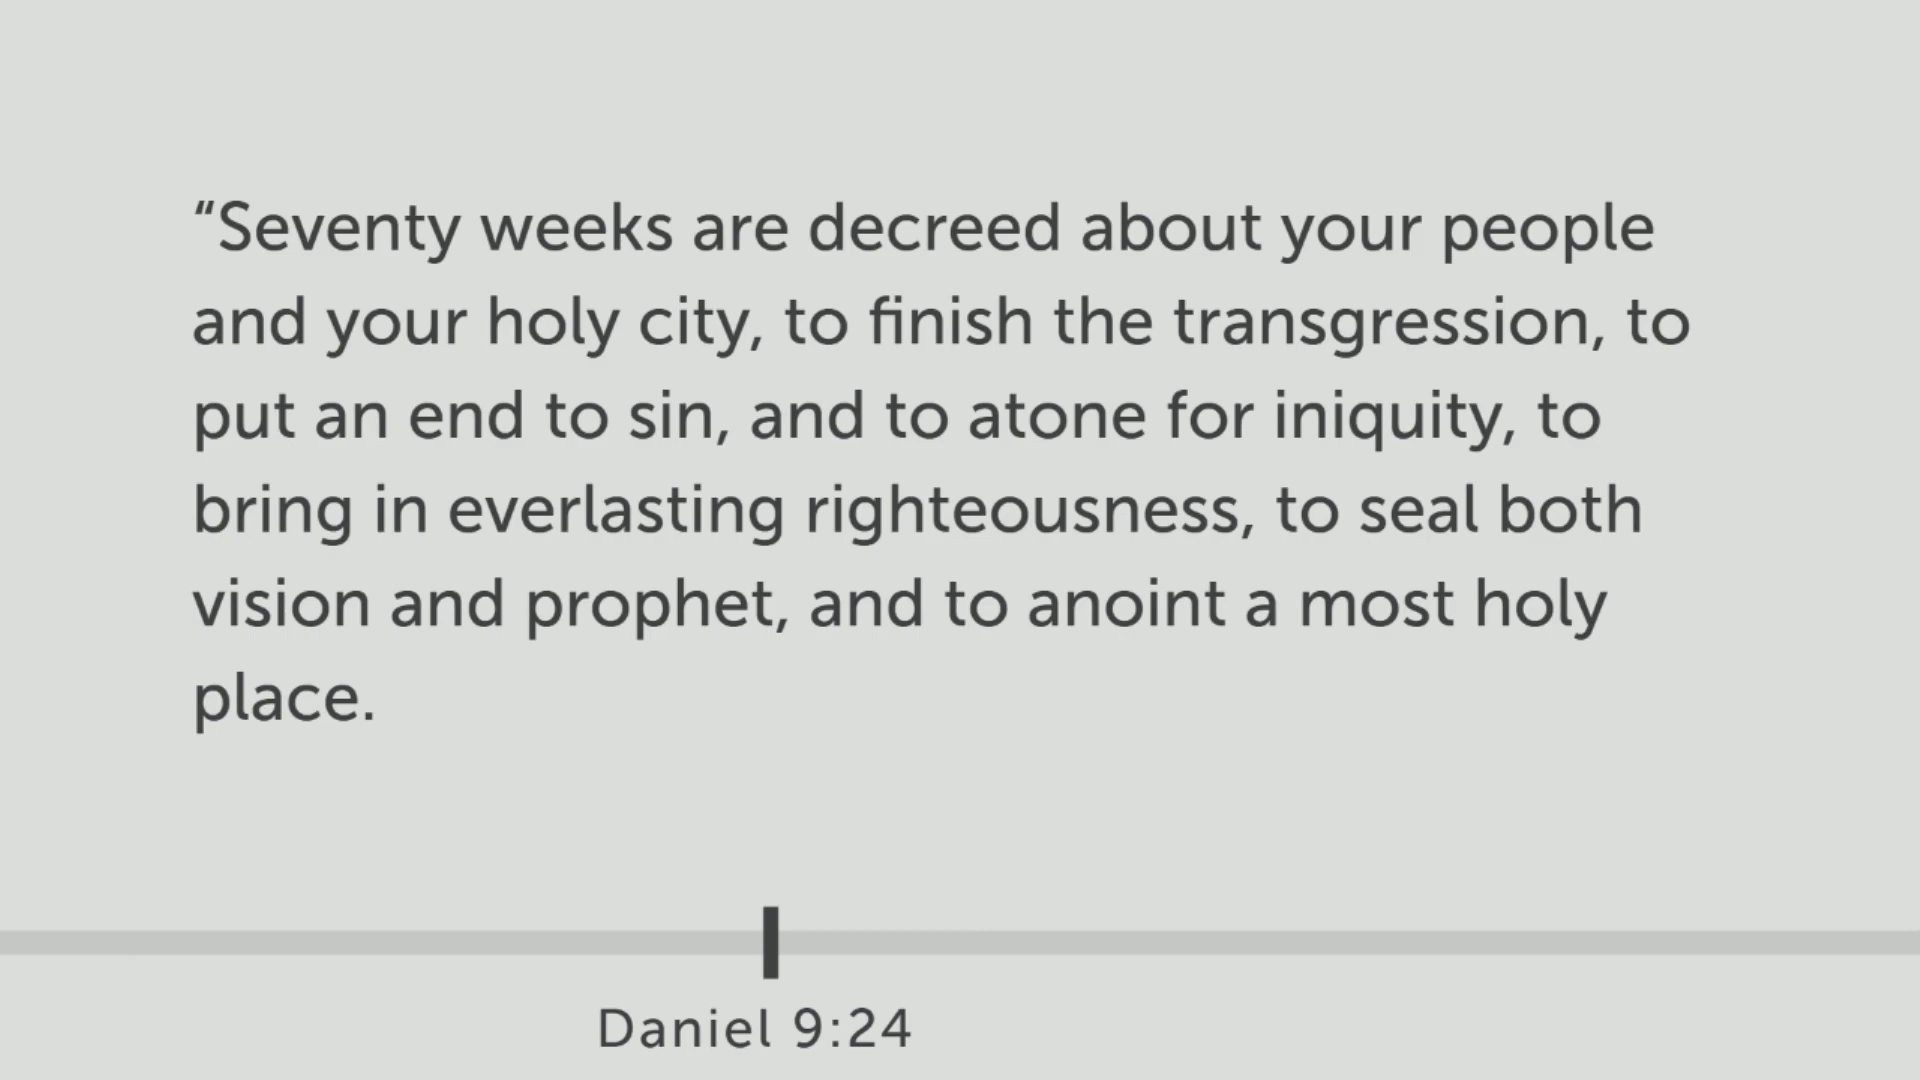 “Seventy weeks are decreed about your people
and your holy city, to finish the transgression, to
put an end to sin, and to atone for iniquity, to
bring in everlasting righteousness, to seal both
vision and prophet, and to anoint a most holy
place.
Daniel 9:24